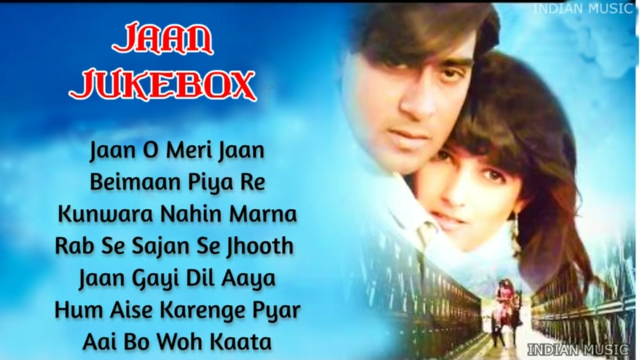 INDIAN MUSIC
JAAN
JUKEBOX
Jaan O Meri Jaan
Beimaan Piya Re
Kunwara Nahin Marna
Rab Se Sajan Se Jhooth
Jaan Gayi Dil Aaya
Hum Aise Karenge Pyar
Aai Bo Woh Kaata
INDIAN MUSIC